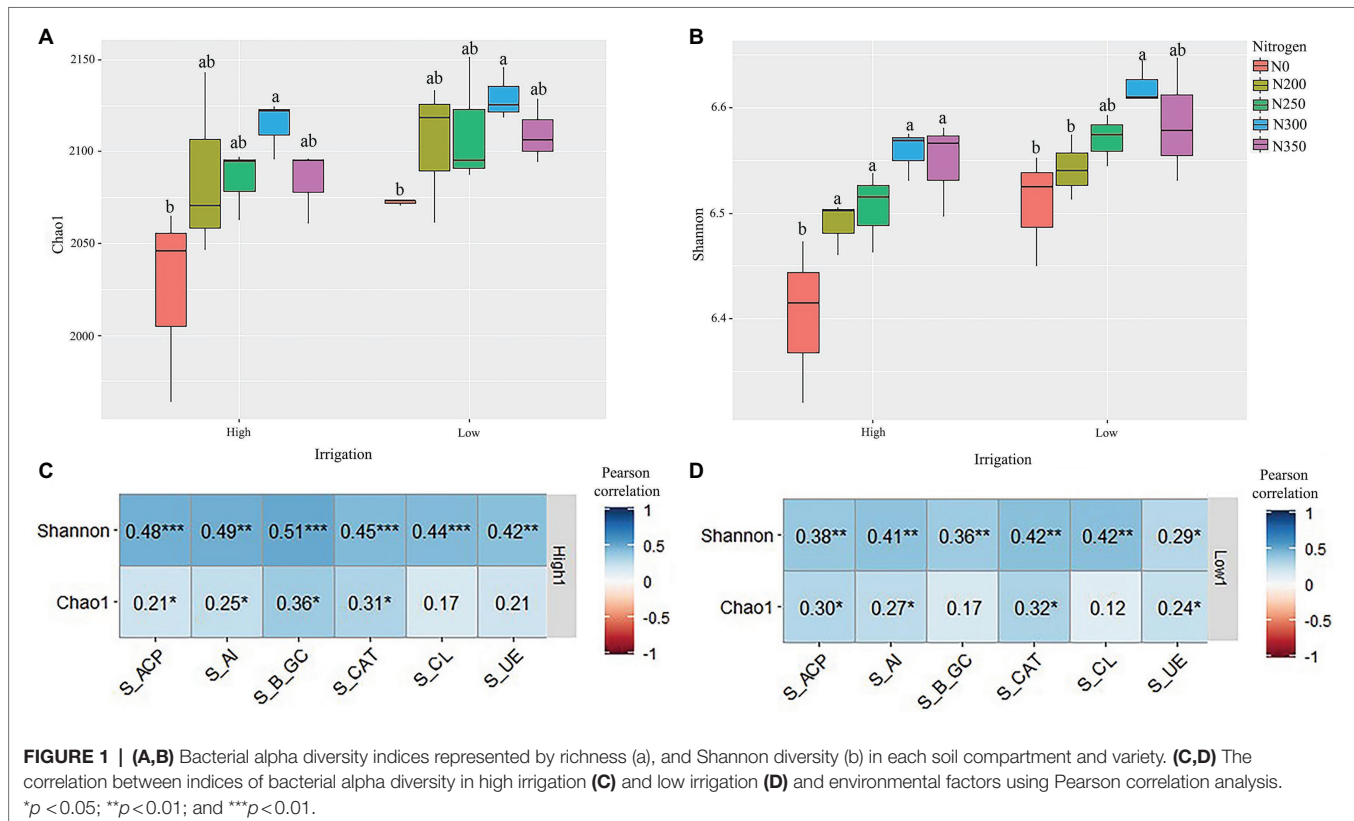 A
Chao1
2150
2100
2050
2000
b
ab
ab
a
ab
b
ab
ab
a
ab
High
Low
Irrigation
B
Shannon
6.6
6.5
6.4
b
a
a
a
a
b
b
ab
a
ab
High
Low
Irrigation
Nitrogen
N0
N200
N250
N300
N350
C
Shannon
0.48***
0.49**
0.51***
0.45***
0.44***
0.42**
Chao1
0.21*
0.25*
0.36*
0.31*
0.17
0.21
S_ACP
S_AI
S_B_GC
S_CAT
S_CL
S_UE
High1
Pearson
correlation
1
0.5
0
-0.5
-1
D
Shannon
0.38**
0.41**
0.36**
0.42**
0.42**
0.29*
Chao1
0.30*
0.27*
0.17
0.32*
0.12
0.24*
S_ACP
S_AI
S_B_GC
S_CAT
S_CL
S_UE
Low1
Pearson
correlation
1
0.5
0
-0.5
-1
FIGURE 1 | (A,B) Bacterial alpha diversity indices represented by richness (a), and Shannon diversity (b) in each soil compartment and variety. (C,D) The
correlation between indices of bacterial alpha diversity in high irrigation (C) and low irrigation (D) and environmental factors using Pearson correlation analysis.
*p < 0.05; **p < 0.01; and ***p < 0.01.